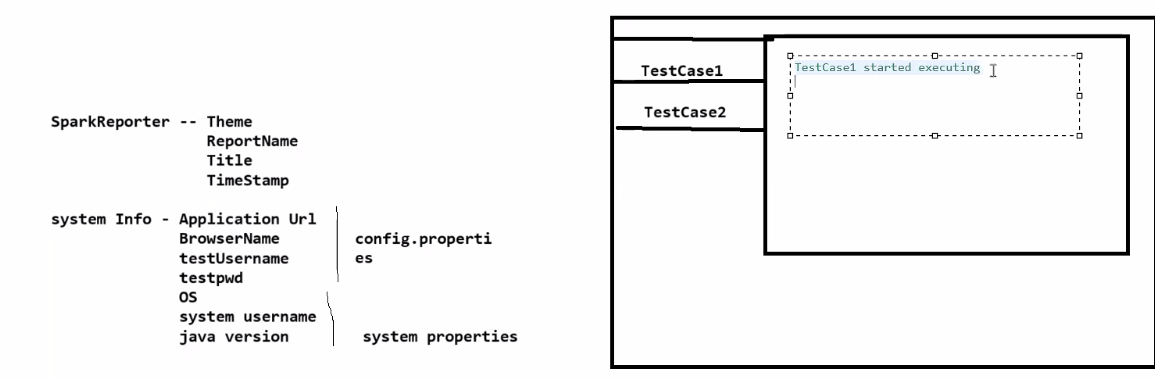 SparkReporter -- Theme
ReportName
Title
TimeStamp
system Info - Application Url
BrowserName
testUsername
testpwd
OS
system username
java version
config.properti
es
system properties
TestCase1
TestCase2
TestCase1 started executing